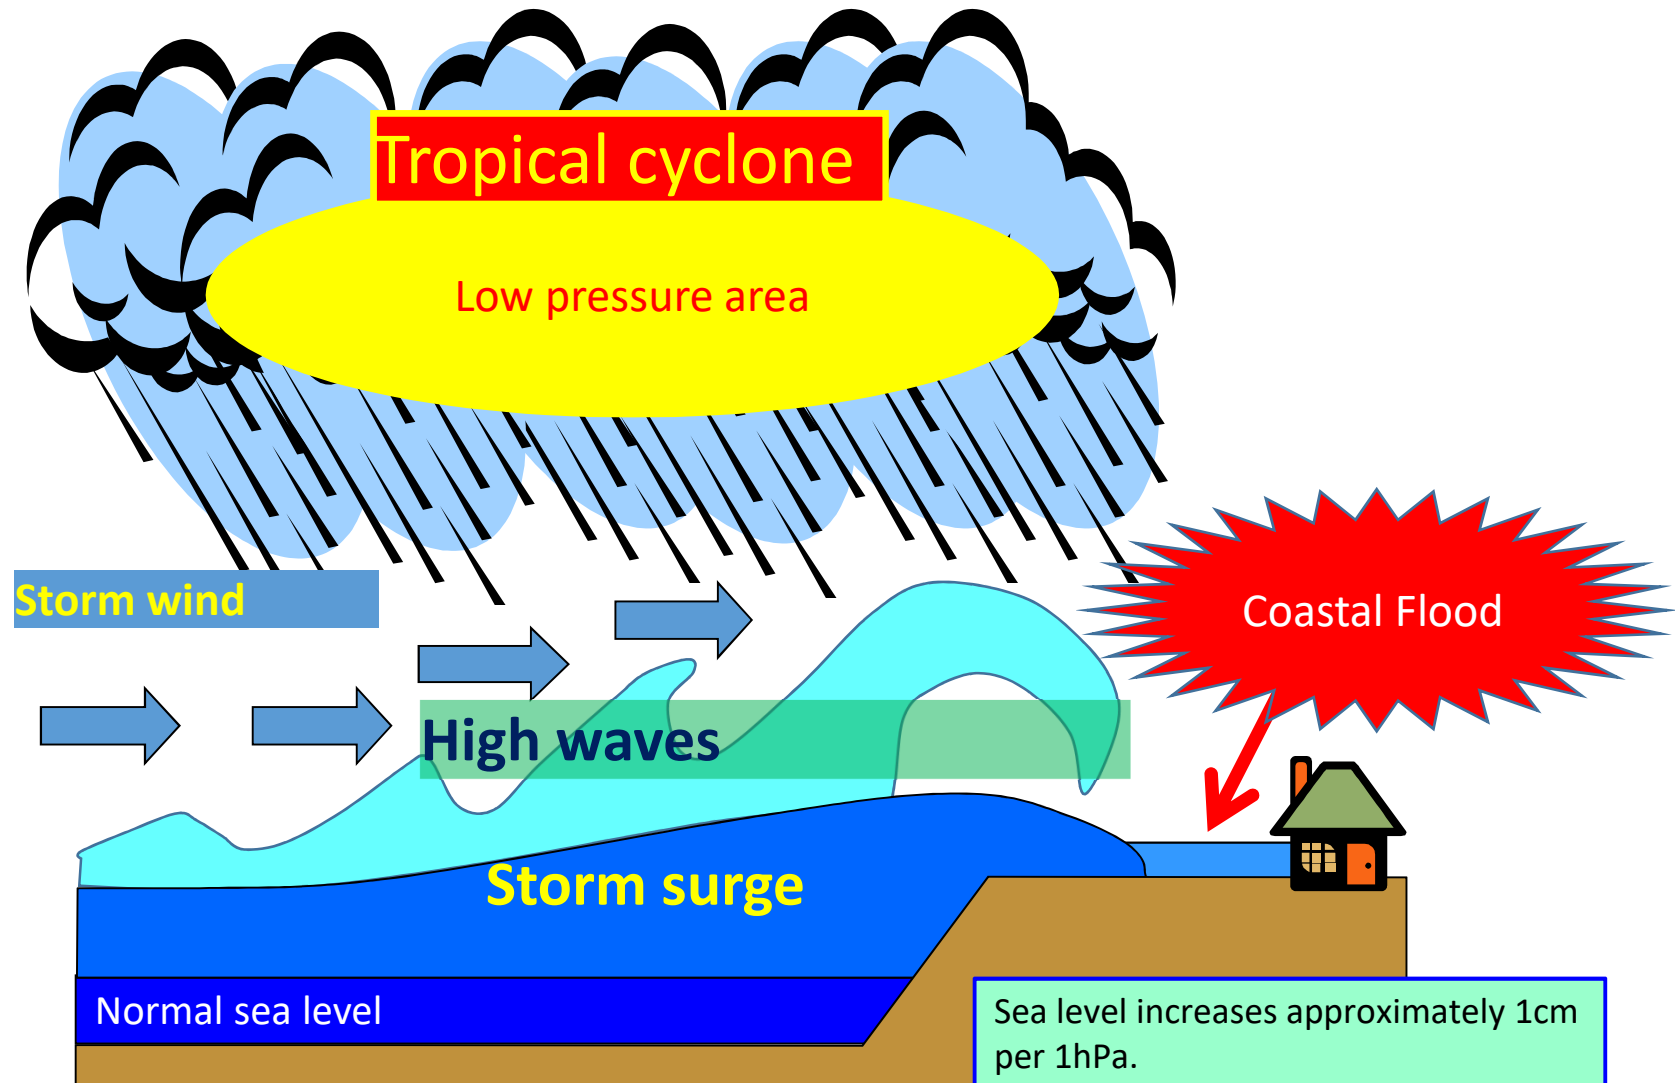 Tropical cyclone
Low pressure area
Storm wind
Coastal Flood
High waves
Storm surge
Normal sea level
Sea level increases approximately 1cm
per 1hPa.